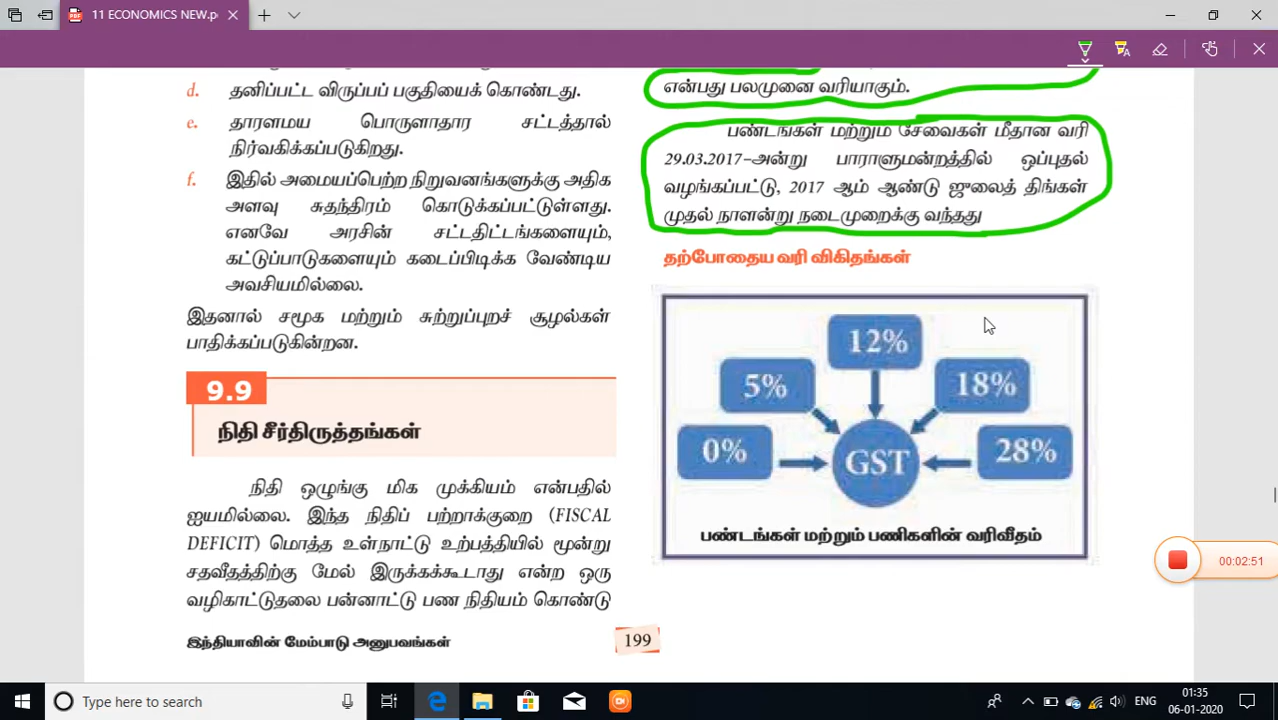 11 ECONOMICS NEW.p
d. தனிப்பட்ட விருப்பப் பகுதியைக் கொண்டது.
e. தாரளமய பொருளாதார சட்டத்தால்
நிர்வகிக்கப்படுகிறது.
f. இதில் அமையப்பெற்ற நிறுவனங்களுக்கு அதிக
அளவு சுதந்திரம் கொடுக்கப்பட்டுள்ளது.
எனவே அரசின் சட்டதிட்டங்களையும்,
கட்டுப்பாடுகளையும் கடைப்பிடிக்க வேண்டிய
அவசியமில்லை.
இதனால் சமூக மற்றும் சுற்றுப்புறச் சூழல்கள்
பாதிக்கப்படுகின்றன.
9.9
நிதி சீர்திருத்தங்கள்
நிதி ஒழுங்கு மிக முக்கியம் என்பதில்
ஐயமில்லை. இந்த நிதிப் பற்றாக்குறை (FISCAL
DEFICIT) மொத்த உள்நாட்டு உற்பத்தியில் மூன்று
சதவீதத்திற்கு மேல் இருக்கக்கூடாது என்ற ஒரு
வழிகாட்டுதலை பன்னாட்டு பண நிதியம் கொண்டு
என்பது பலமுனை வரியாகும்.
பண்டங்கள் மற்றும் சேவைகள் மீதான வரி
29.03.2017-அன்று பாராளுமன்றத்தில் ஒப்புதல்
வழங்கப்பட்டு, 2017 ஆம் ஆண்டு ஜுலைத் திங்கள்
முதல் நாளன்று நடைமுறைக்கு வந்தது
தற்போதைய வரி விகிதங்கள்
12%
5%
18%
0%
GST
28%
பண்டங்கள் மற்றும் பணிகளின் வரிவீதம்
இந்தியாவின் மேம்பாடு அனுபவங்கள்
199
00:02:51
Type here to search
ENG
01:35
06-01-2020